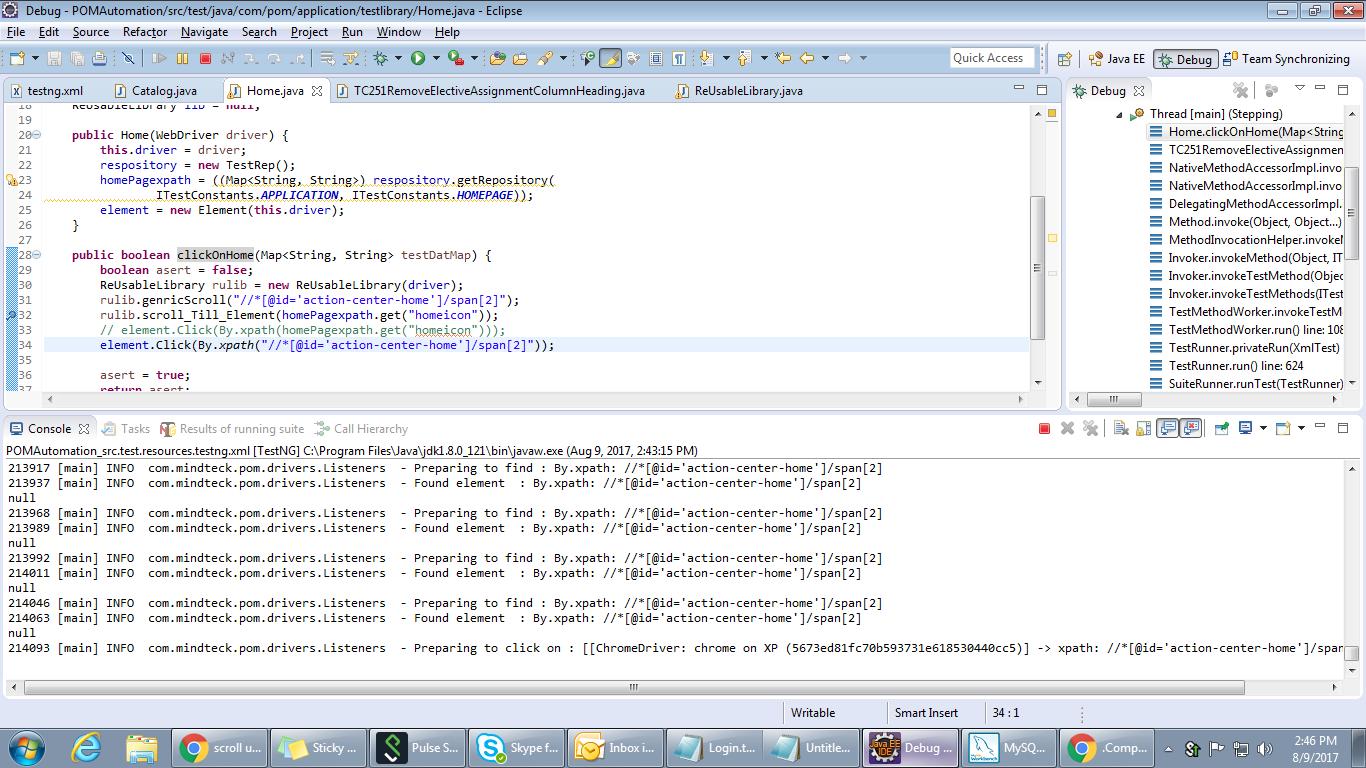 Debug - POMAutomation/src/test/java/com/pom/application/testlibrary/Home.java - Eclipse
File Edit Source Refactor Navigate Search Project Run Window Help
Quick Access
Java EE
Debug
Team Synchronizing
testng.xml
Catalog.java
Home.java
TC251RemoveElectiveAssignmentColumnHeading.java
ReUsableLibrary.java
18 ReUsableLibrary lib = null;
19
20 public Home(WebDriver driver) {
21 this.driver = driver;
22 respository = new TestRep();
23 homePagexpath = ((Map<String, String>) respository.getRepository(
24 ITestConstants.APPLICATION, ITestConstants.HOMEPAGE));
25 element = new Element(this.driver);
26 }
27
28 public boolean clickOnHome(Map<String, String> testDatMap) {
29 boolean asert = false;
30 ReUsableLibrary rulib = new ReUsableLibrary(driver);
31 rulib.genricScroll("//*[@id='action-center-home']/span[2]");
32 rulib.scroll_Till_Element(homePagexpath.get("homeicon"));
33 // element.Click(By.xpath(homePagexpath.get("homeicon")));
34 element.Click(By.xpath("//*[@id='action-center-home']/span[2]"));
35
36 asert = true;
37 return asert;
Debug
Thread [main] (Stepping)
Home.clickOnHome(Map<String
TC251RemoveElectiveAssignmen
NativeMethodAccessorImpl.invo
NativeMethodAccessorImpl.invo
DelegatingMethodAccessorImpl.
Method.invoke(Object, Object...)
MethodInvocationHelper.invokeM
Invoker.invokeMethod(Object, IT
Invoker.invokeTestMethod(Objec
Invoker.invokeTestMethods(ITest
TestMethodWorker.invokeTestM
TestMethodWorker.run() line: 108
TestRunner.privateRun(XmlTest)
TestRunner.run() line: 624
SuiteRunner.runTest(TestRunner)
Console
Tasks
Results of running suite
Call Hierarchy
POMAutomation_src.test.resources.testng.xml [TestNG] C:\Program Files\Java\jdk1.8.0_121\bin\javaw.exe (Aug 9, 2017, 2:43:15 PM)
213917 [main] INFO com.mindteck.pom.drivers.Listeners - Preparing to find : By.xpath: //*[@id='action-center-home']/span[2]
213937 [main] INFO com.mindteck.pom.drivers.Listeners - Found element : By.xpath: //*[@id='action-center-home']/span[2]
null
213968 [main] INFO com.mindteck.pom.drivers.Listeners - Preparing to find : By.xpath: //*[@id='action-center-home']/span[2]
213989 [main] INFO com.mindteck.pom.drivers.Listeners - Found element : By.xpath: //*[@id='action-center-home']/span[2]
null
213992 [main] INFO com.mindteck.pom.drivers.Listeners - Preparing to find : By.xpath: //*[@id='action-center-home']/span[2]
214011 [main] INFO com.mindteck.pom.drivers.Listeners - Found element : By.xpath: //*[@id='action-center-home']/span[2]
null
214046 [main] INFO com.mindteck.pom.drivers.Listeners - Preparing to find : By.xpath: //*[@id='action-center-home']/span[2]
214063 [main] INFO com.mindteck.pom.drivers.Listeners - Found element : By.xpath: //*[@id='action-center-home']/span[2]
null
214093 [main] INFO com.mindteck.pom.drivers.Listeners - Preparing to click on : [[ChromeDriver: chrome on XP (5673ed81fc70b593731e618530440cc5)] -> xpath: //*[@id='action-center-home']/span
Writable
Smart Insert
34 : 1
scroll u...
Sticky ...
Pulse S...
Skype f...
Inbox i...
Login.t...
Untitle...
Debug ...
MySQ...
.Comp...
2:46 PM
8/9/2017